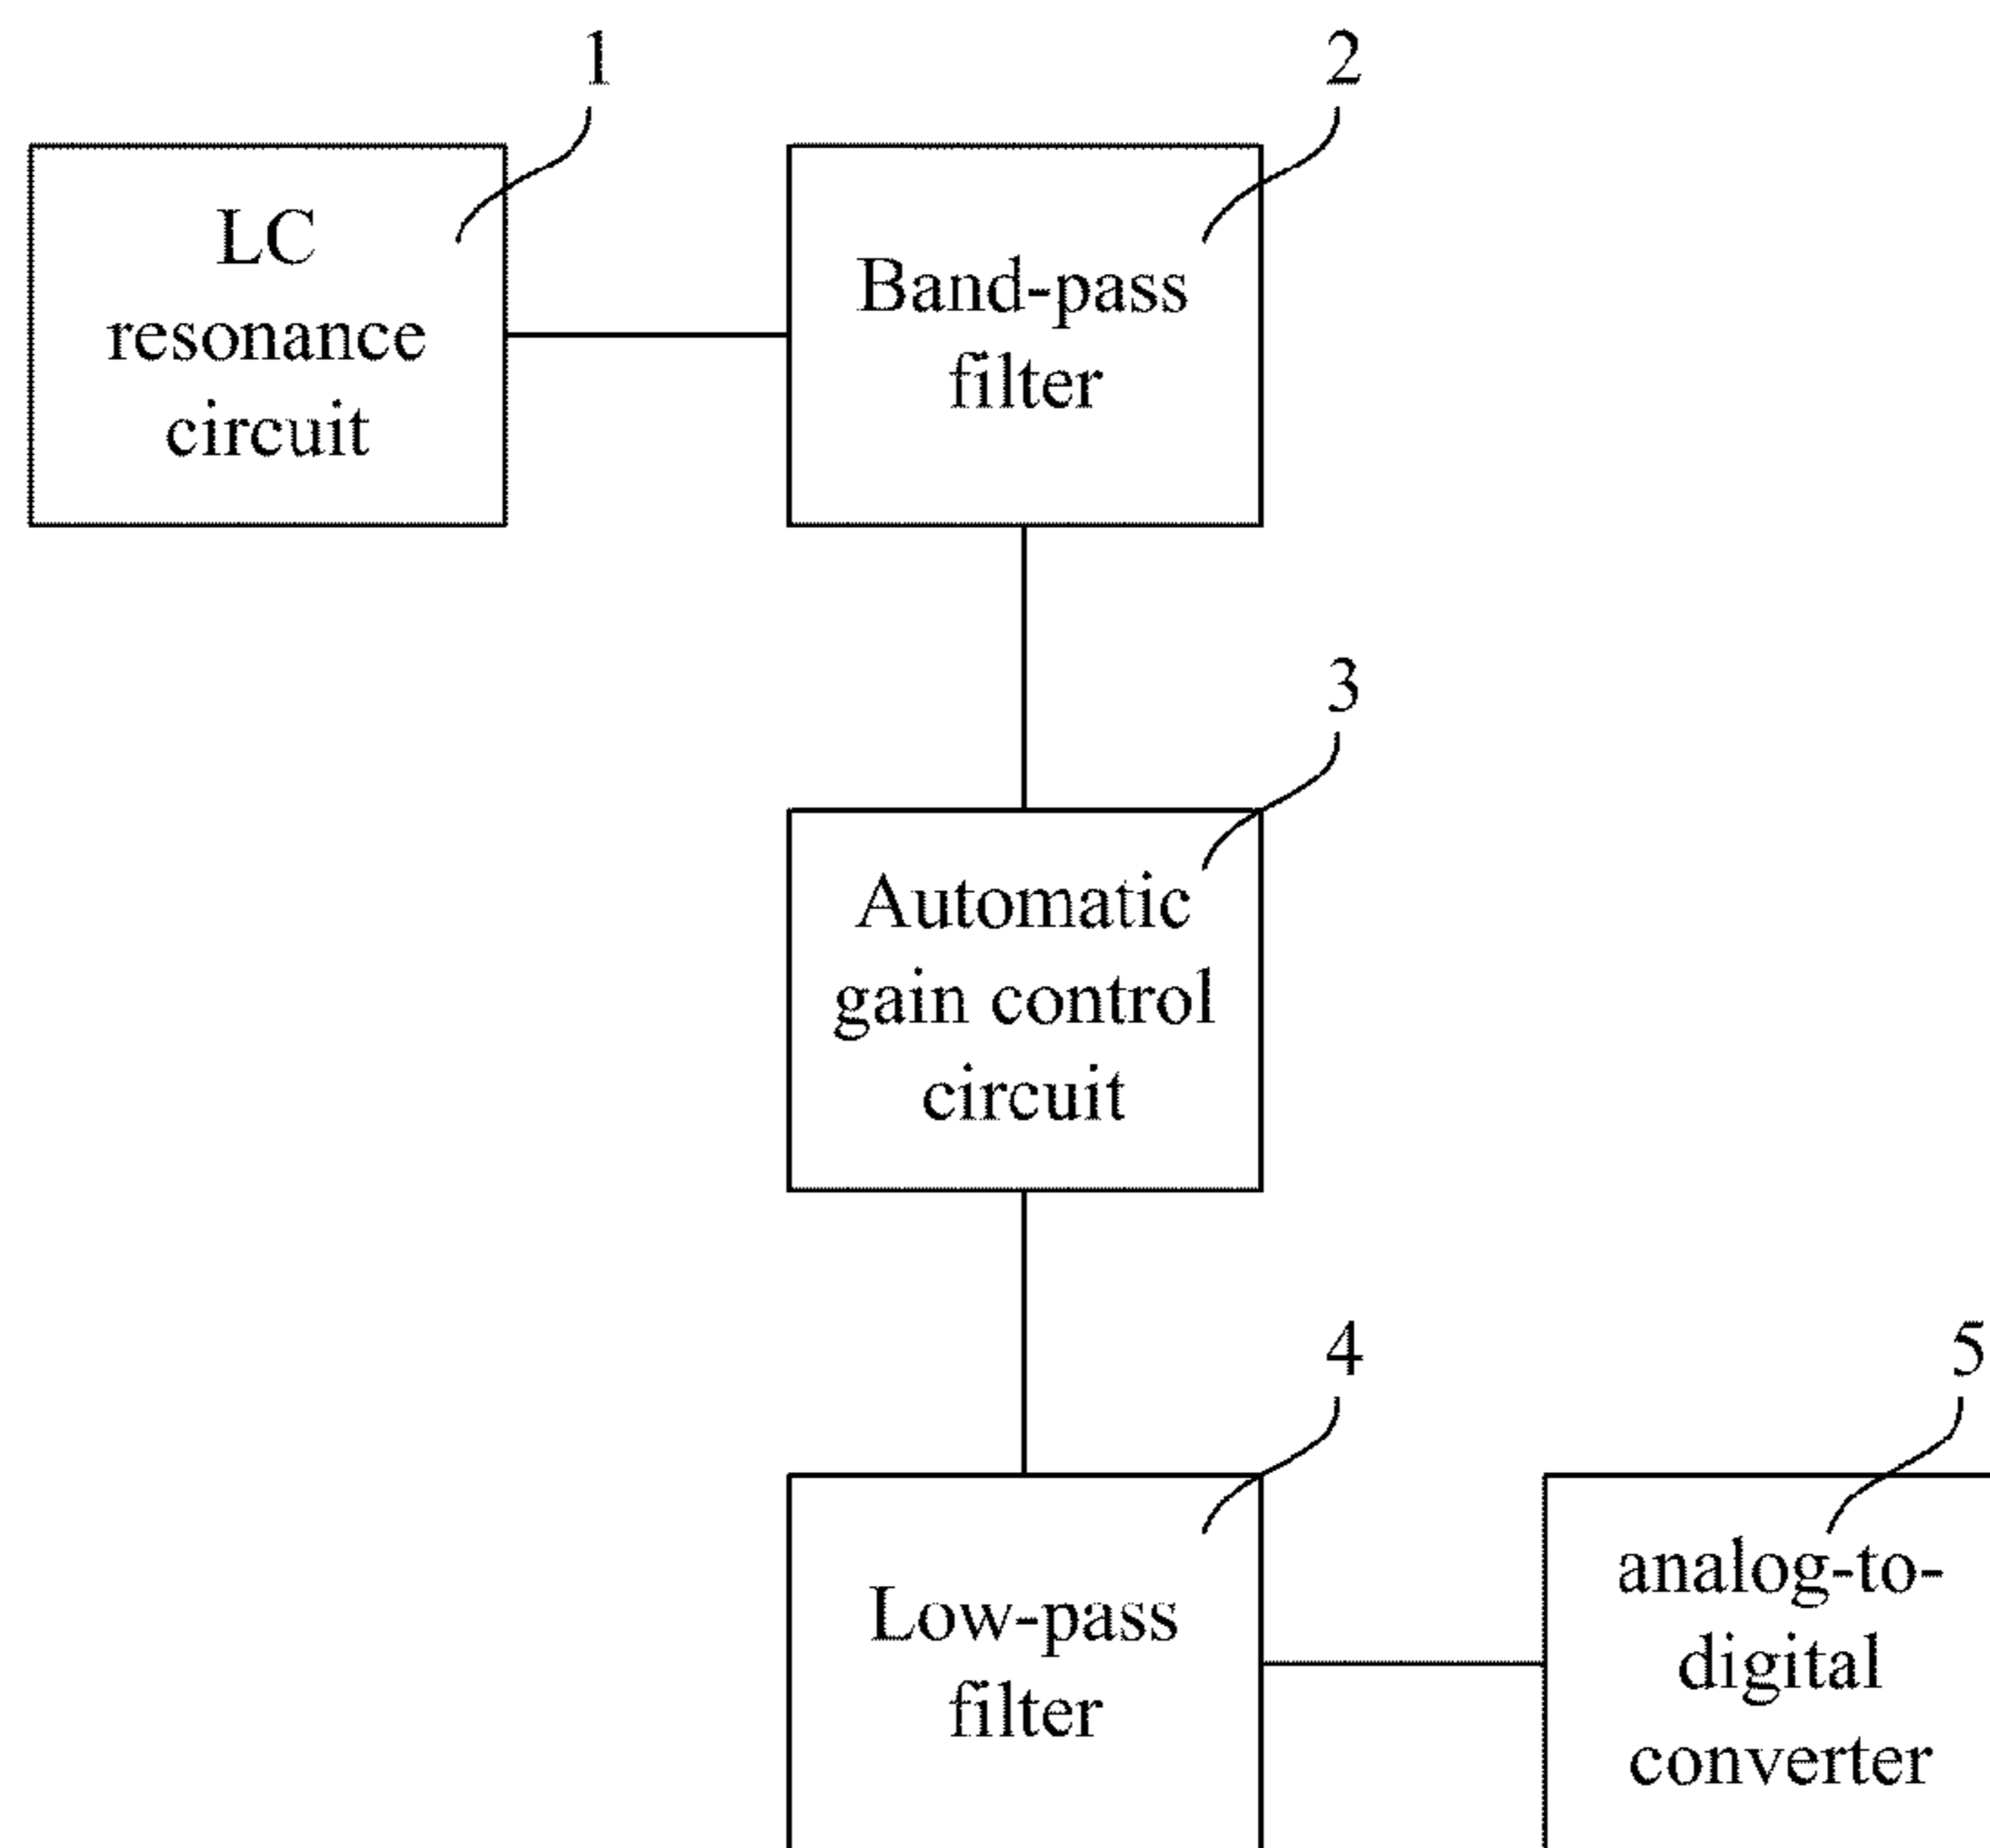 1
LC
resonance
circuit
2
Band-pass
filter
3
Automatic
gain control
circuit
4
Low-pass
filter
5
analog-to-
digital
converter